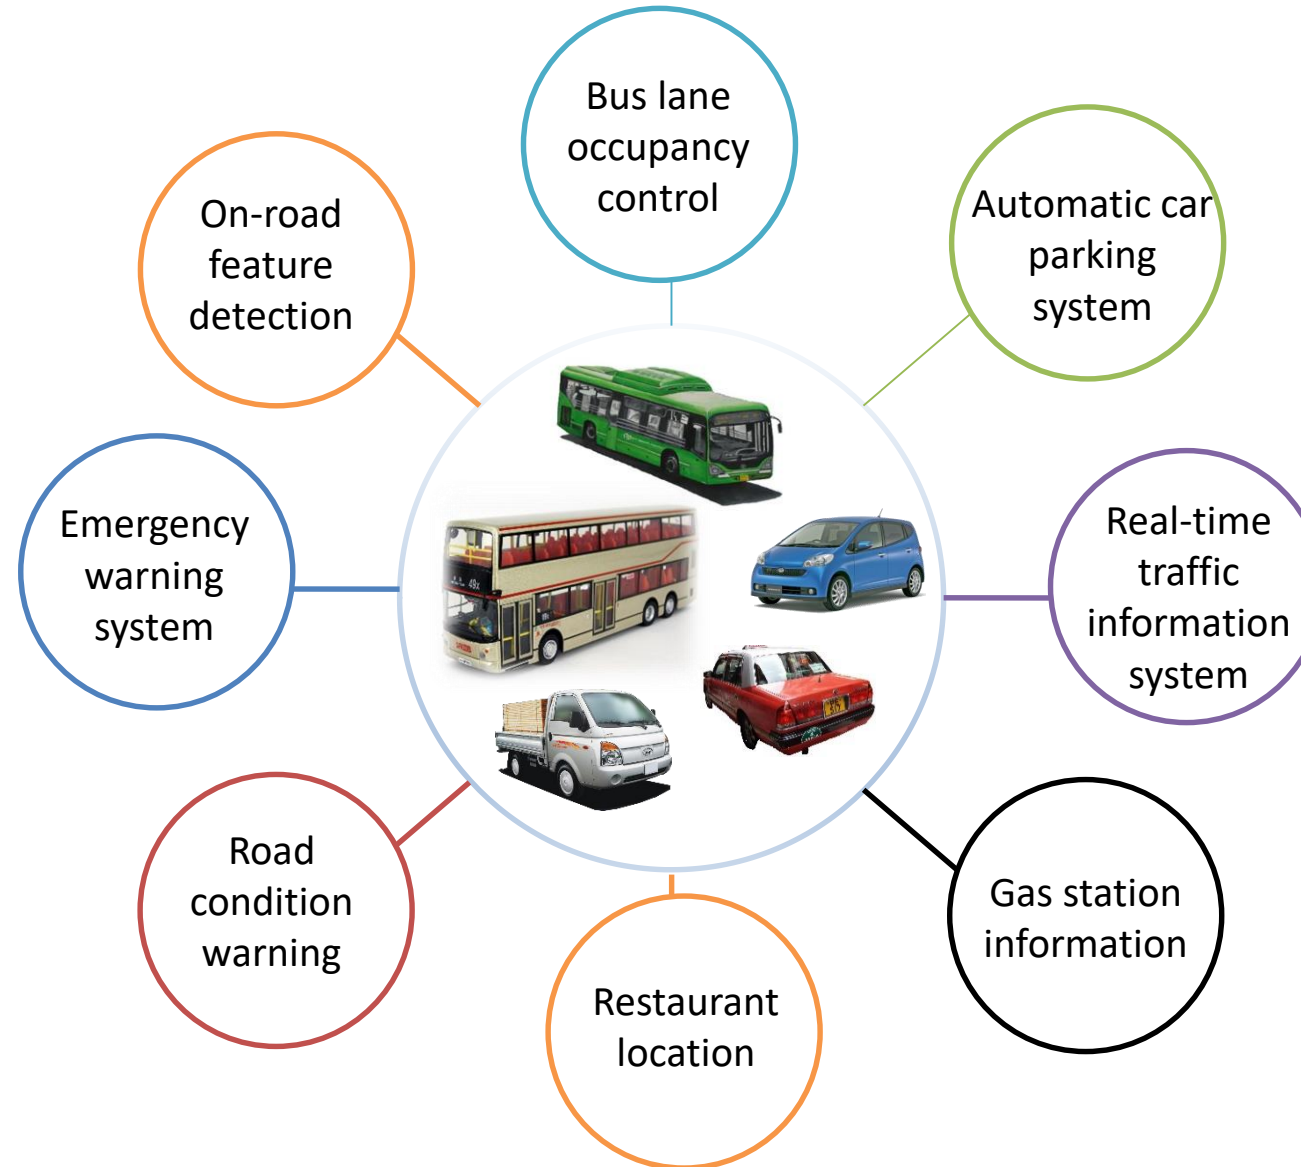 Bus lane
occupancy
control
Automatic car
parking
system
On-road
feature
detection
Real-time
traffic
information
system
Emergency
warning
system
49x
Gas station
information
Road
condition
warning
Restaurant
location